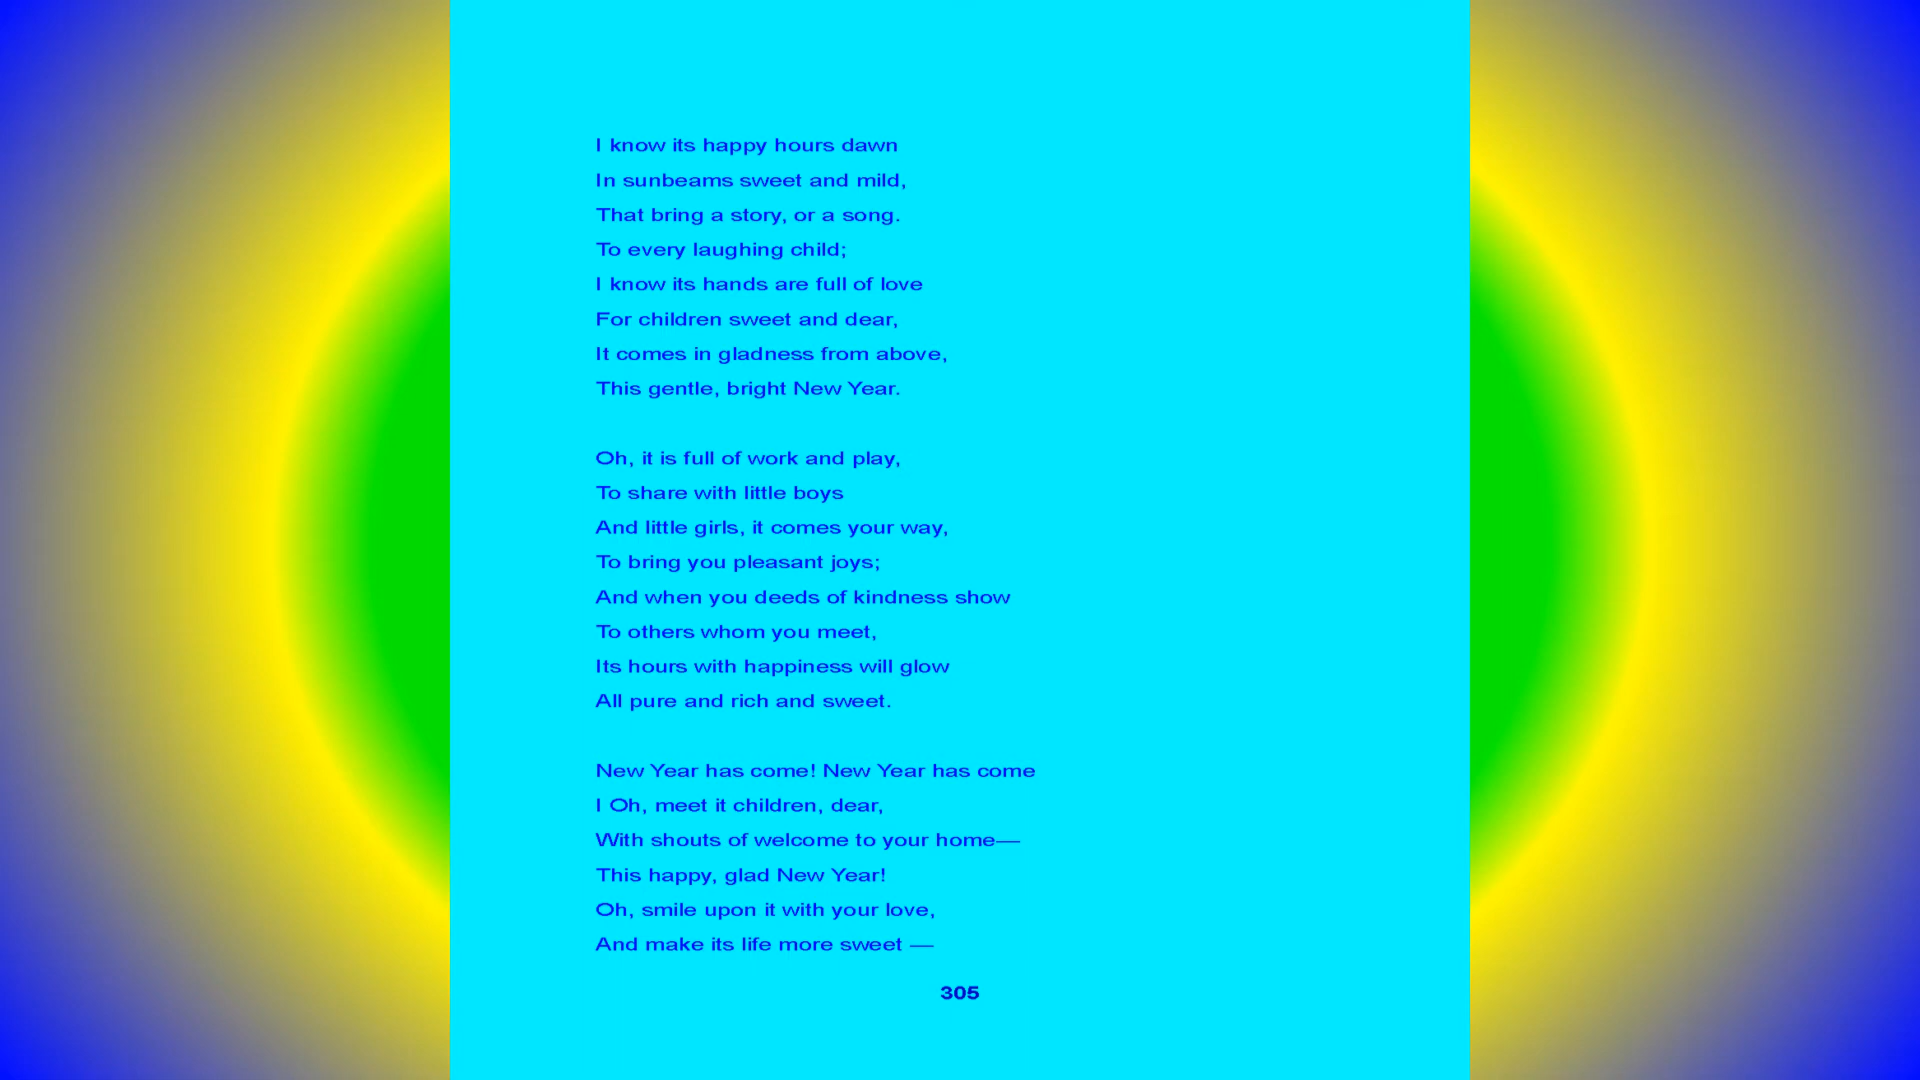 I know its happy hours dawn
In sunbeams sweet and mild,
That bring a story, or a song.
To every laughing child;
I know its hands are full of love
For children sweet and dear,
It comes in gladness from above,
This gentle, bright New Year.

Oh, it is full of work and play,
To share with little boys
And little girls, it comes your way,
To bring you pleasant joys;
And when you deeds of kindness show
To others whom you meet,
Its hours with happiness will glow
All pure and rich and sweet.

New Year has come! New Year has come
I Oh, meet it children, dear,
With shouts of welcome to your home—
This happy, glad New Year!
Oh, smile upon it with your love,
And make its life more sweet —
305